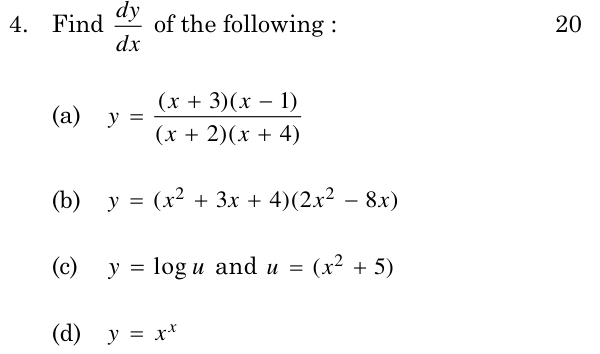 4. Find dy/dx of the following : 20
(a) y = (x + 3)(x − 1) / (x + 2)(x + 4)
(b) y = (x² + 3x + 4)(2x² − 8x)
(c) y = log u and u = (x² + 5)
(d) y = xˣ